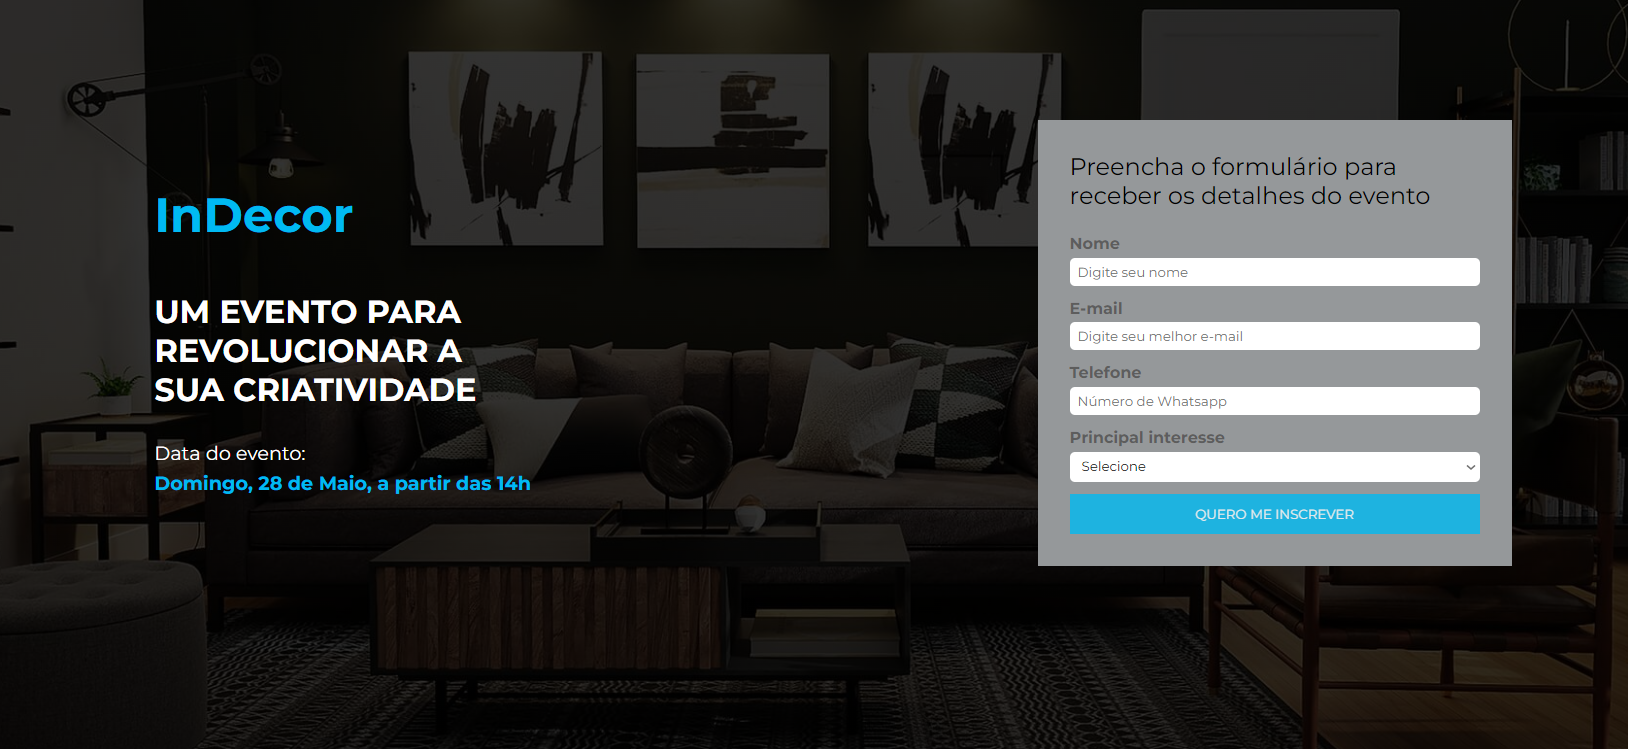 InDecor
UM EVENTO PARA
REVOLUCIONAR A
SUA CRIATIVIDADE
Data do evento:
Domingo, 28 de Maio, a partir das 14h
Preencha o formulário para
receber os detalhes do evento
Nome
Digite seu nome
E-mail
Digite seu melhor e-mail
Telefone
Número de Whatsapp
Principal interesse
Selecione
QUERO ME INSCREVER